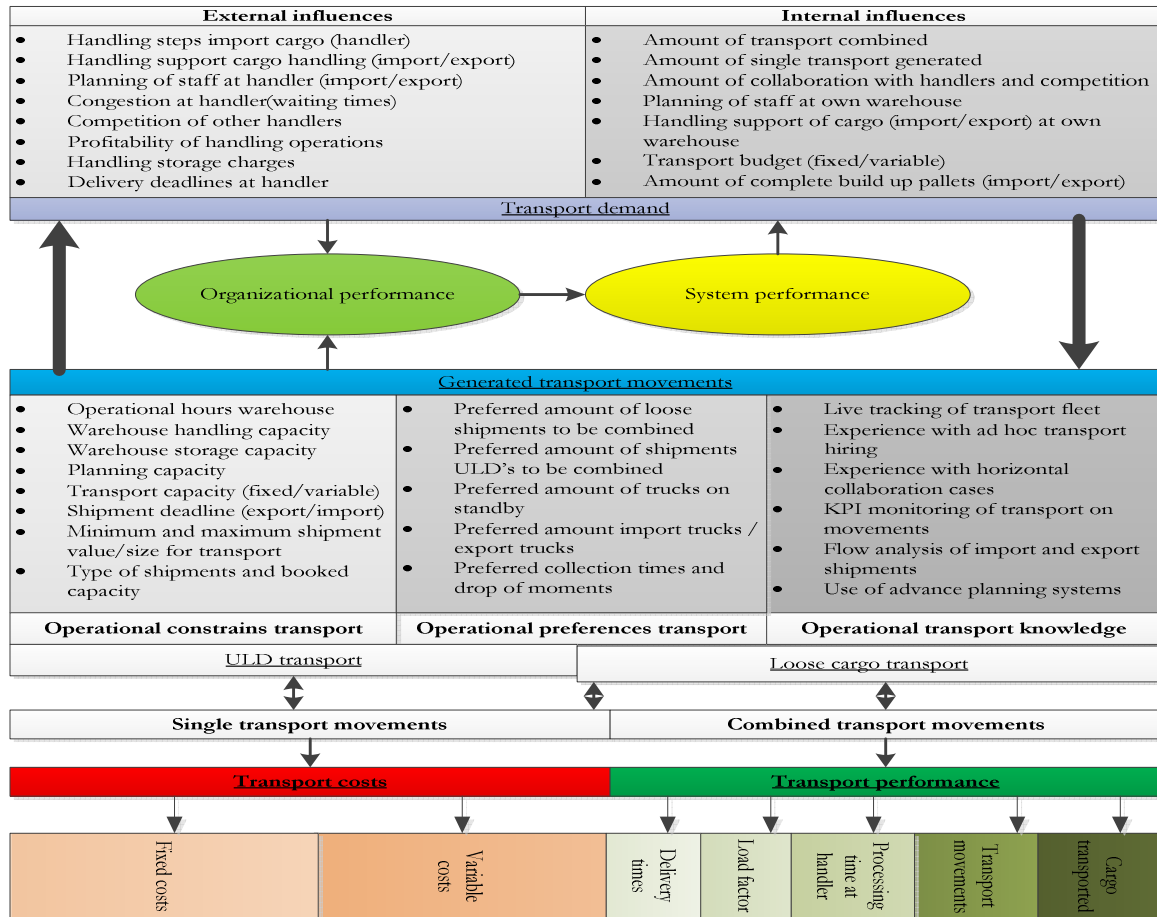 External influences
Handling steps import cargo (handler)
Handling support cargo handling (import/export)
Planning of staff at handler (import/export)
Congestion at handler(waiting times)
Competition of other handlers
Profitability of handling operations
Handling storage charges
Delivery deadlines at handler
Internal influences
Amount of transport combined
Amount of single transport generated
Amount of collaboration with handlers and competition
Planning of staff at own warehouse
Handling support of cargo (import/export) at own
warehouse
Transport budget (fixed/variable)
Amount of complete build up pallets (import/export)
Transport demand
Organizational performance
System performance
Generated transport movements
Operational hours warehouse
Warehouse handling capacity
Warehouse storage capacity
Planning capacity
Transport capacity (fixed/variable)
Shipment deadline (export/import)
Minimum and maximum shipment
value/size for transport
Type of shipments and booked
capacity
Preferred amount of loose
shipments to be combined
Preferred amount of shipments
ULD's to be combined
Preferred amount of trucks on
standby
Preferred amount import trucks /
export trucks
Preferred collection times and
drop of moments
Live tracking of transport fleet
Experience with ad hoc transport
hiring
Experience with horizontal
collaboration cases
KPI monitoring of transport on
movements
Flow analysis of import and export
shipments
Use of advance planning systems
Operational constrains transport
Operational preferences transport
Operational transport knowledge
ULD transport
Loose cargo transport
Single transport movements
Combined transport movements
Transport costs
Transport performance
Fixed costs
Variable
costs
Delivery
times
Load factor
Processing
time at
handler
Transport
movements
Cargo
transported